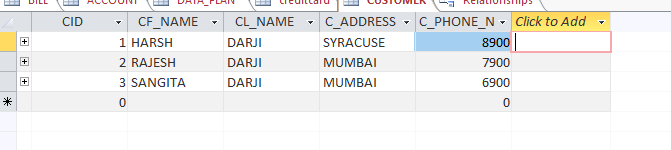 BILL ACCOUNT DATA_PLAN creditcard CUSTOMER Relationships
CID CF_NAME CL_NAME C_ADDRESS C_PHONE_N Click to Add
1 HARSH DARJI SYRACUSE 8900
2 RAJESH DARJI MUMBAI 7900
3 SANGITA DARJI MUMBAI 6900
0 0